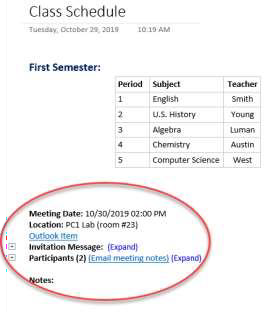 Class Schedule
Tuesday, October 29, 2019 10:19 AM
First Semester:
Period Subject Teacher
1 English Smith
2 U.S. History Young
3 Algebra Luman
4 Chemistry Austin
5 Computer Science West
Meeting Date: 10/30/2019 02:00 PM
Location: PC1 Lab (room #23)
Outlook Item
Invitation Message: (Expand)
Participants (2) (Email meeting notes) (Expand)
Notes: